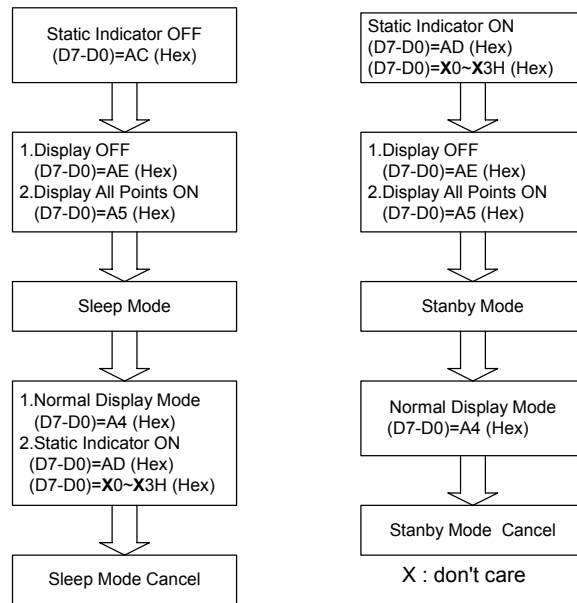 Static Indicator OFF
(D7-D0)=AC (Hex)
1.Display OFF
(D7-D0)=AE (Hex)
2.Display All Points ON
(D7-D0)=A5 (Hex)
Sleep Mode
1.Normal Display Mode
(D7-D0)=A4 (Hex)
2.Static Indicator ON
(D7-D0)=AD (Hex)
(D7-D0)=X0~X3H (Hex)
Sleep Mode Cancel
Static Indicator ON
(D7-D0)=AD (Hex)
(D7-D0)=X0~X3H (Hex)
1.Display OFF
(D7-D0)=AE (Hex)
2.Display All Points ON
(D7-D0)=A5 (Hex)
Stanby Mode
Normal Display Mode
(D7-D0)=A4 (Hex)
Stanby Mode Cancel
X : don't care